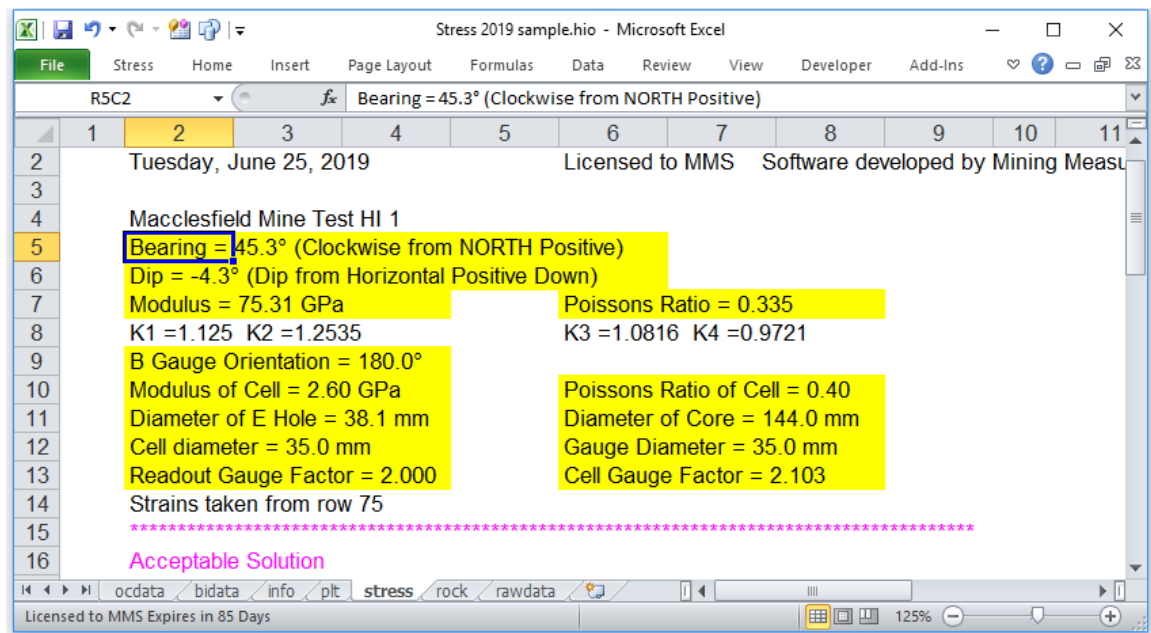 Stress 2019 sample.hio - Microsoft Excel
File Stress Home Insert Page Layout Formulas Data Review View Developer Add-Ins
R5C2 fx Bearing = 45.3° (Clockwise from NORTH Positive)
1 2 3 4 5 6 7 8 9 10 11
2 Tuesday, June 25, 2019 Licensed to MMS Software developed by Mining Measu
3
4 Macclesfield Mine Test HI 1
5 Bearing = 45.3° (Clockwise from NORTH Positive)
6 Dip = -4.3° (Dip from Horizontal Positive Down)
7 Modulus = 75.31 GPa Poissons Ratio = 0.335
8 K1 =1.125 K2 =1.2535 K3 =1.0816 K4 =0.9721
9 B Gauge Orientation = 180.0°
10 Modulus of Cell = 2.60 GPa Poissons Ratio of Cell = 0.40
11 Diameter of E Hole = 38.1 mm Diameter of Core = 144.0 mm
12 Cell diameter = 35.0 mm Gauge Diameter = 35.0 mm
13 Readout Gauge Factor = 2.000 Cell Gauge Factor = 2.103
14 Strains taken from row 75
15 ******************************************************************************************
16 Acceptable Solution
ocdata bidata info plt stress rock rawdata
Licensed to MMS Expires in 85 Days 125%